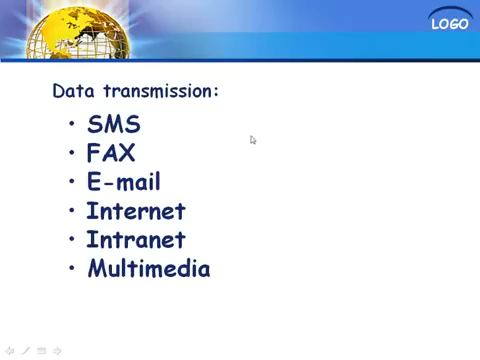 LOGO
Data transmission:
• SMS
• FAX
• E-mail
• Internet
• Intranet
• Multimedia